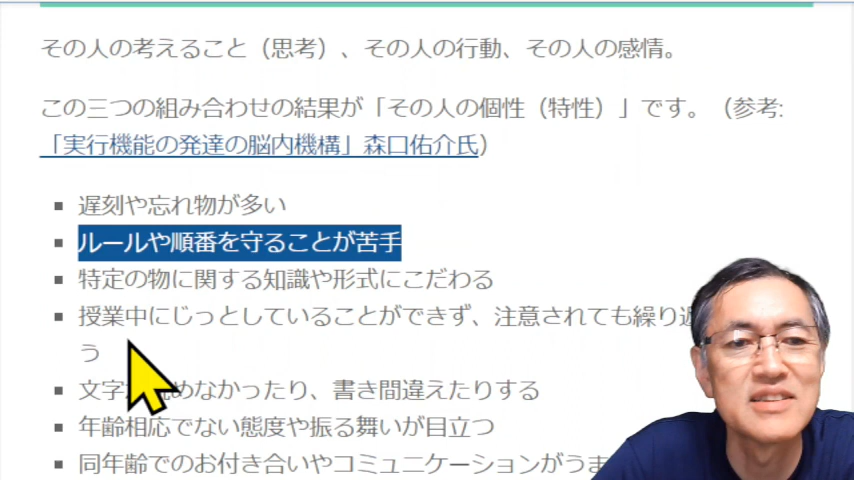 その人の考えること（思考）、その人の行動、その人の感情。
この三つの組み合わせの結果が「その人の個性（特性）」です。（参考:
「実行機能の発達の脳内機構」森口佑介氏）
遅刻や忘れ物が多い
ルールや順番を守ることが苦手
特定の物に関する知識や形式にこだわる
授業中にじっとしていることができず、注意されても繰り
う
文字 めなかったり、書き間違えたりする
年齢相応でない態度や振る舞いが目立つ
同年齢でのお付き合いやコミュニケーションがうま